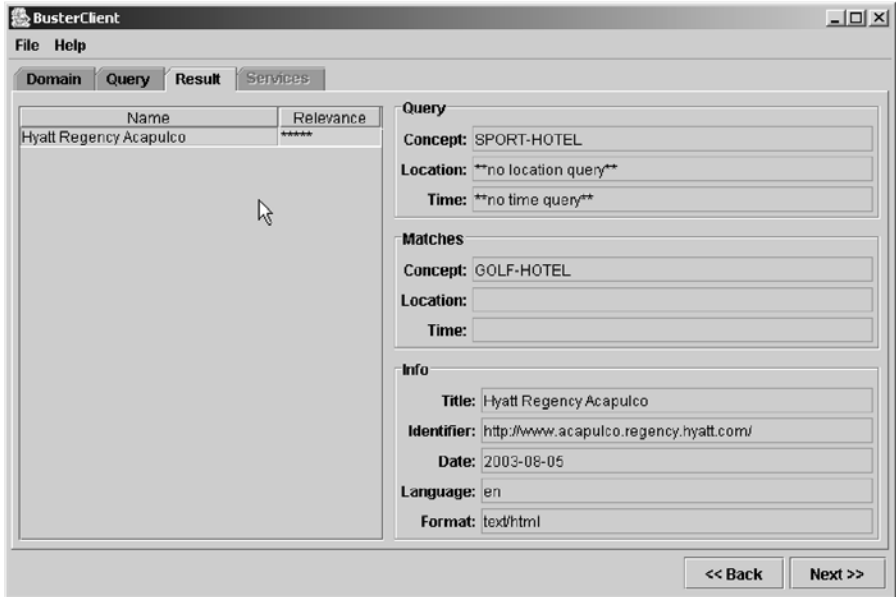 BusterClient
File Help
Domain Query Result Services
Name Relevance
Hyatt Regency Acapulco *****
Query
Concept: SPORT-HOTEL
Location: **no location query**
Time: **no time query**
Matches
Concept: GOLF-HOTEL
Location:
Time:
Info
Title: Hyatt Regency Acapulco
Identifier: http://www.acapulco.regency.hyatt.com/
Date: 2003-08-05
Language: en
Format: text/html
<< Back Next >>